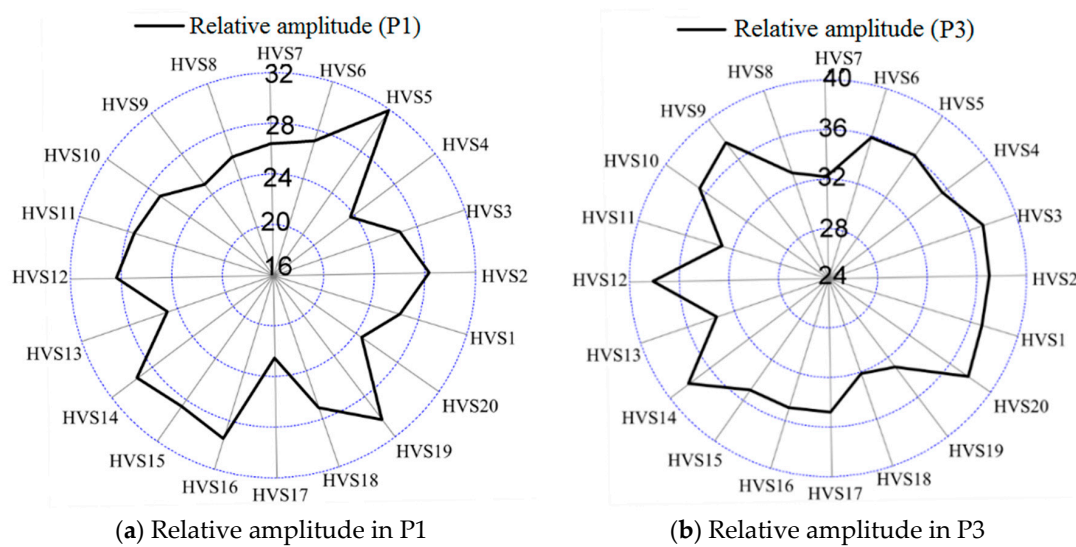 Relative amplitude (P1)
HVS7
HVS8
32
HVS6
HVS9
HVS5
28
HVS10
HVS4
24
HVS11
HVS3
20
HVS12
16
HVS2
HVS13
HVS1
HVS14
HVS20
HVS15
HVS19
HVS16
HVS18
HVS17
(a) Relative amplitude in P1
Relative amplitude (P3)
HVS7
HVS8
40
HVS6
HVS9
HVS5
36
HVS10
HVS4
32
HVS11
HVS3
28
HVS12
24
HVS2
HVS13
HVS1
HVS14
HVS20
HVS15
HVS19
HVS16
HVS18
HVS17
(b) Relative amplitude in P3